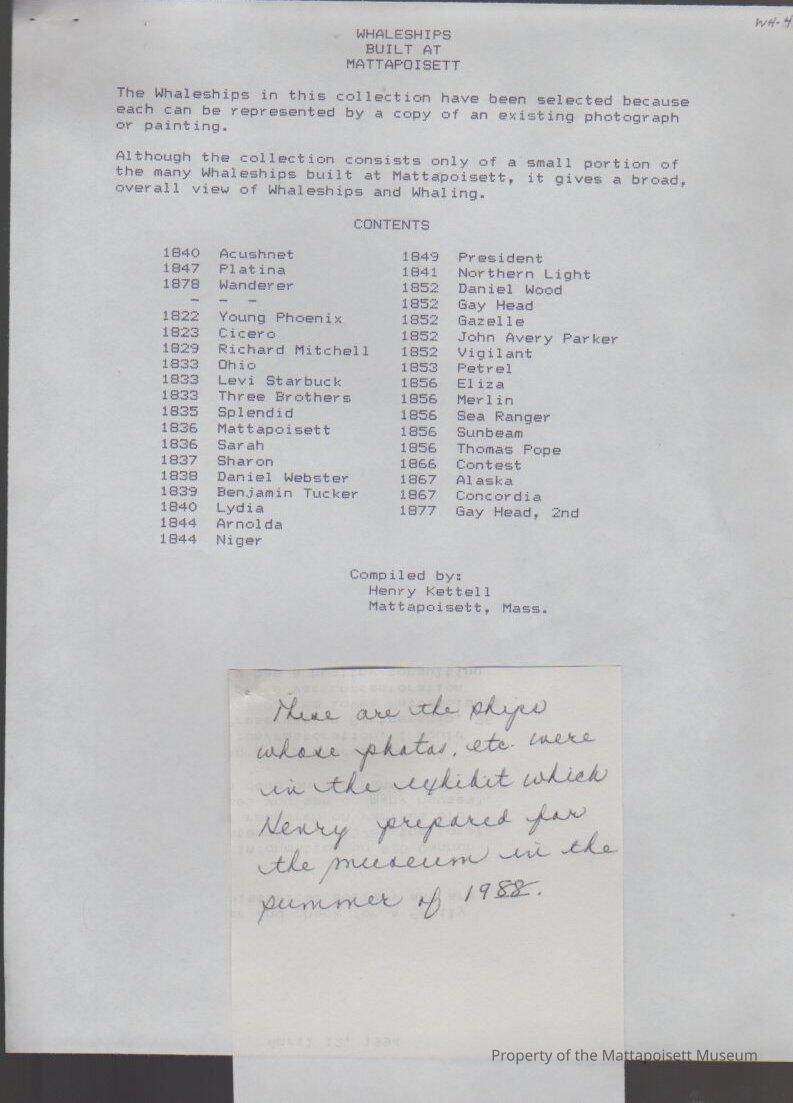 WH-4
WHALESHIPS
BUILT AT
MATTAPOISETT
The Whaleships in this collection have been selected because
each can be represented by a copy of an existing photograph
or painting.
Although the collection consists only of a small portion of
the many Whaleships built at Mattapoisett, it gives a broad,
overall view of Whaleships and Whaling.
CONTENTS
1840 Acushnet
1847 Platina
1878 Wanderer
- - -
1822 Young Phoenix
1823 Cicero
1829 Richard Mitchell
1833 Ohio
1833 Levi Starbuck
1833 Three Brothers
1835 Splendid
1836 Mattapoisett
1836 Sarah
1837 Sharon
1838 Daniel Webster
1839 Benjamin Tucker
1840 Lydia
1844 Arnolda
1844 Niger
1849 President
1841 Northern Light
1852 Daniel Wood
1852 Gay Head
1852 Gazelle
1852 John Avery Parker
1852 Vigilant
1853 Petrel
1856 Eliza
1856 Merlin
1856 Sea Ranger
1856 Sunbeam
1856 Thomas Pope
1866 Contest
1867 Alaska
1867 Concordia
1877 Gay Head, 2nd
Compiled by:
Henry Kettell
Mattapoisett, Mass.
These are the ships
whose photos, etc. were
in the exhibit which
Henry prepared for
the museum in the
summer of 1988.
Property of the Mattapoisett Museum